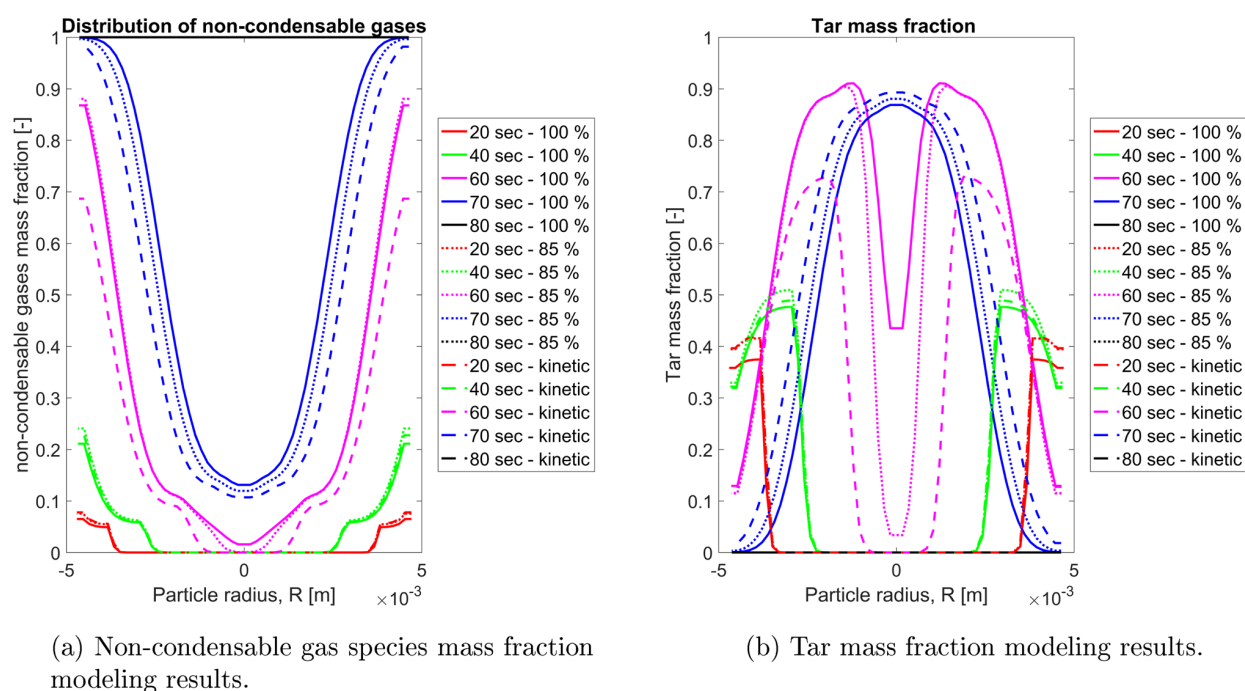 Distribution of non-condensable gases
non-condensable gases mass fraction [-]
1
0.9
0.8
0.7
0.6
0.5
0.4
0.3
0.2
0.1
0
-5
0
5
Particle radius, R [m]
×10⁻³
20 sec - 100 %
40 sec - 100 %
60 sec - 100 %
70 sec - 100 %
80 sec - 100 %
20 sec - 85 %
40 sec - 85 %
60 sec - 85 %
70 sec - 85 %
80 sec - 85 %
20 sec - kinetic
40 sec - kinetic
60 sec - kinetic
70 sec - kinetic
80 sec - kinetic
(a) Non-condensable gas species mass fraction
modeling results.
Tar mass fraction
Tar mass fraction [-]
1
0.9
0.8
0.7
0.6
0.5
0.4
0.3
0.2
0.1
0
-5
0
5
Particle radius, R [m]
×10⁻³
20 sec - 100 %
40 sec - 100 %
60 sec - 100 %
70 sec - 100 %
80 sec - 100 %
20 sec - 85 %
40 sec - 85 %
60 sec - 85 %
70 sec - 85 %
80 sec - 85 %
20 sec - kinetic
40 sec - kinetic
60 sec - kinetic
70 sec - kinetic
80 sec - kinetic
(b) Tar mass fraction modeling results.